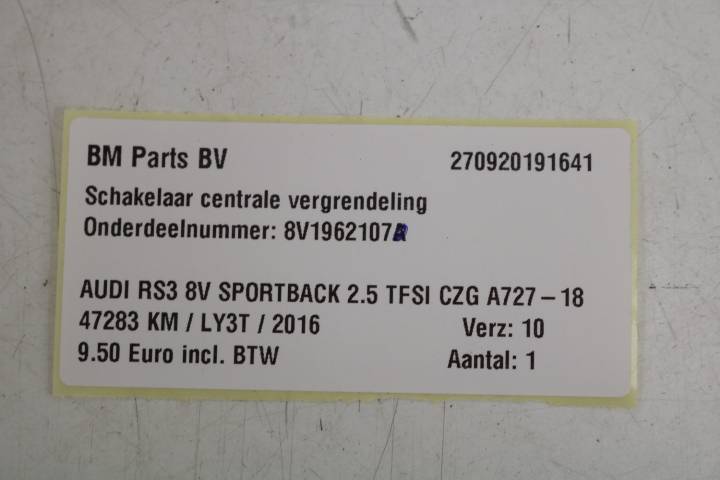 BM Parts BV 270920191641
Schakelaar centrale vergrendeling
Onderdeelnummer: 8V1962107A
AUDI RS3 8V SPORTBACK 2.5 TFSI CZG A727 – 18
47283 KM / LY3T / 2016 Verz: 10
9.50 Euro incl. BTW Aantal: 1